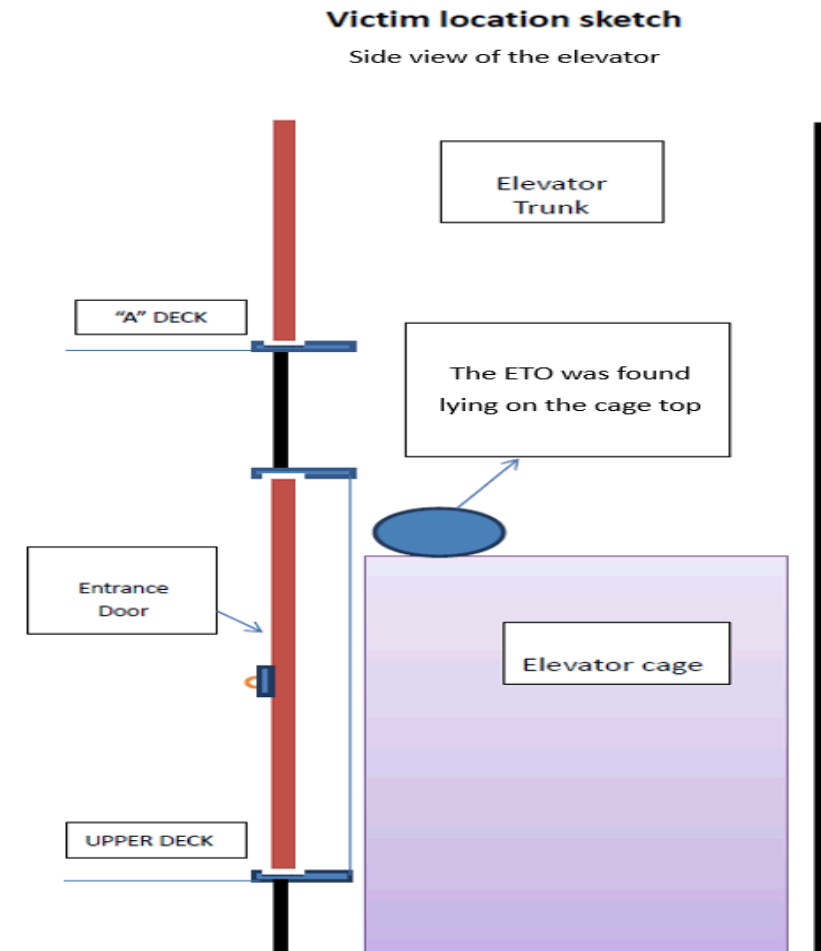 Victim location sketch
Side view of the elevator
Elevator
Trunk
“A” DECK
The ETO was found
lying on the cage top
Entrance
Door
Elevator cage
UPPER DECK